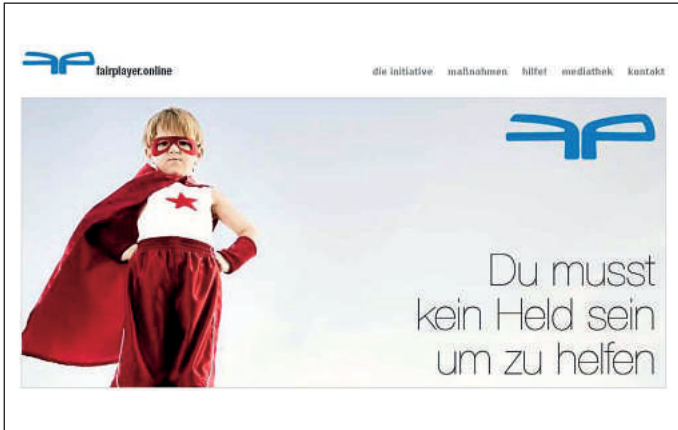 fairplayer.online
die initiative maßnahmen hilfe! mediathek kontakt
Du musst
kein Held sein
um zu helfen